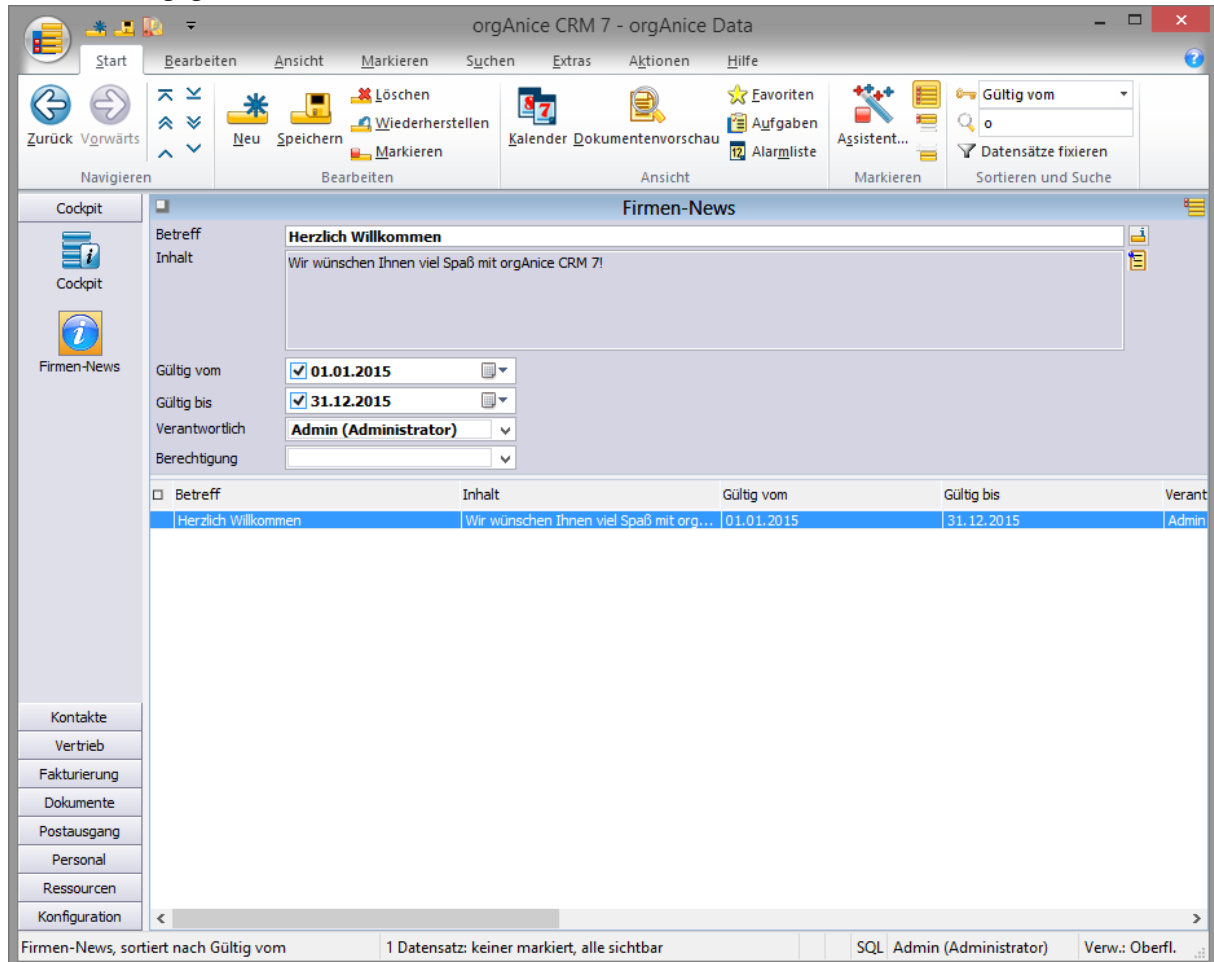 orgAnice CRM 7 - orgAnice Data
Start Bearbeiten Ansicht Markieren Suchen Extras Aktionen Hilfe
Löschen Favoriten Gültig vom
Wiederherstellen Aufgaben o
Zurück Vorwärts Neu Speichern Markieren Kalender Dokumentenvorschau Alarmliste Assistent... Datensätze fixieren
Navigieren Bearbeiten Ansicht Markieren Sortieren und Suche
Cockpit
Cockpit
Firmen-News
Kontakte
Vertrieb
Fakturierung
Dokumente
Postausgang
Personal
Ressourcen
Konfiguration
Firmen-News
Betreff Herzlich Willkommen
Inhalt Wir wünschen Ihnen viel Spaß mit orgAnice CRM 7!
Gültig vom 01.01.2015
Gültig bis 31.12.2015
Verantwortlich Admin (Administrator)
Berechtigung
Betreff Inhalt Gültig vom Gültig bis Verant
Herzlich Willkommen Wir wünschen Ihnen viel Spaß mit org... 01.01.2015 31.12.2015 Admin
Firmen-News, sortiert nach Gültig vom 1 Datensatz: keiner markiert, alle sichtbar SQL Admin (Administrator) Verw.: Oberfl.